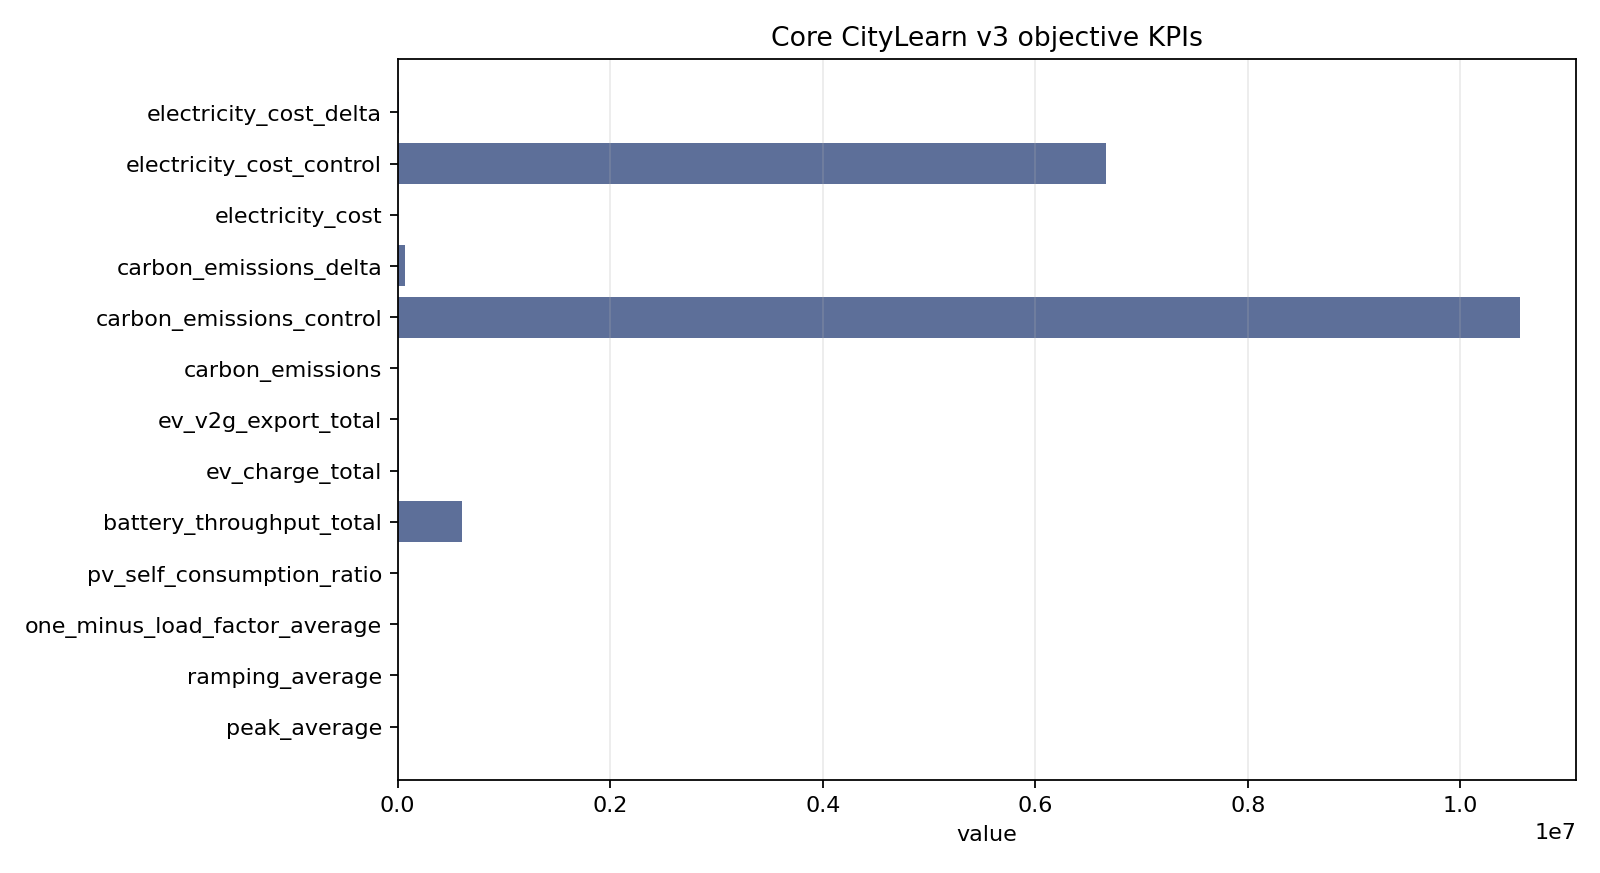 Core CityLearn v3 objective KPIs
electricity_cost_delta
electricity_cost_control
electricity_cost
carbon_emissions_delta
carbon_emissions_control
carbon_emissions
ev_v2g_export_total
ev_charge_total
battery_throughput_total
pv_self_consumption_ratio
one_minus_load_factor_average
ramping_average
peak_average
0.0 0.2 0.4 0.6 0.8 1.0
value
1e7